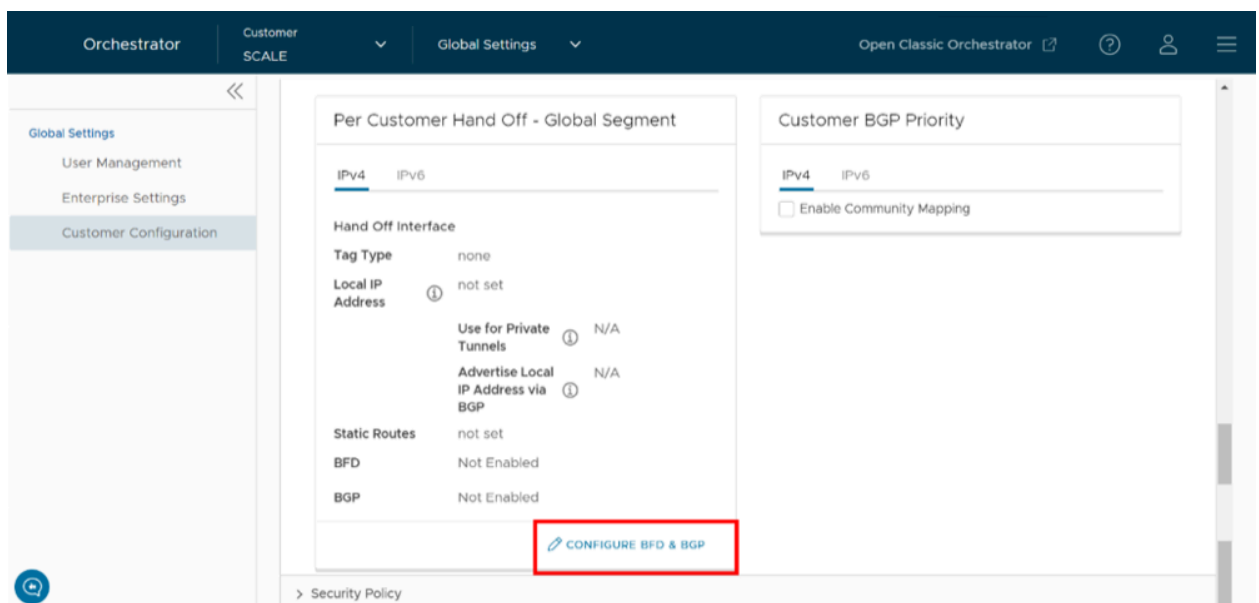 Orchestrator
Customer
SCALE
Global Settings
Open Classic Orchestrator
Global Settings
User Management
Enterprise Settings
Customer Configuration
Per Customer Hand Off - Global Segment
IPv4 IPv6
Hand Off Interface
Tag Type none
Local IP
Address not set
Use for Private
Tunnels N/A
Advertise Local
IP Address via
BGP N/A
Static Routes not set
BFD Not Enabled
BGP Not Enabled
CONFIGURE BFD & BGP
Customer BGP Priority
IPv4 IPv6
Enable Community Mapping
> Security Policy